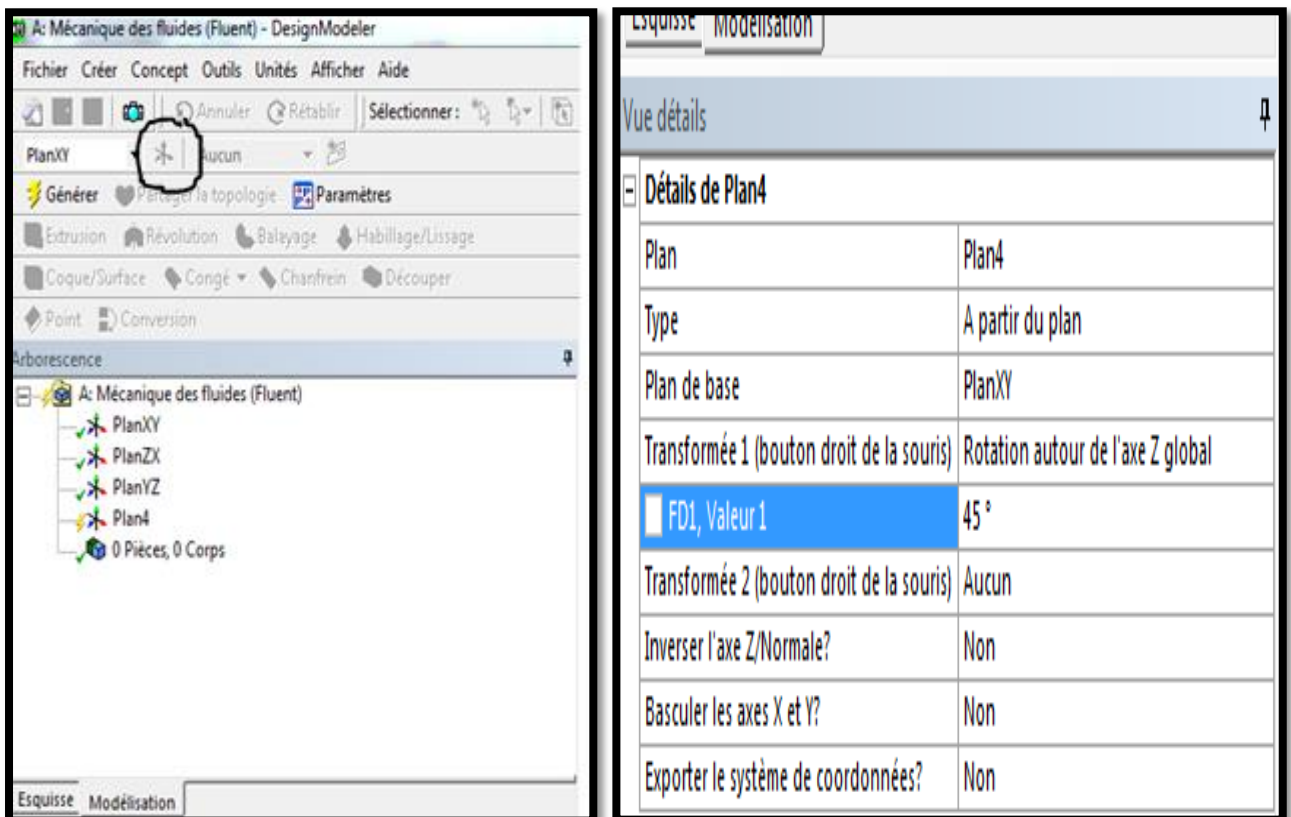 A: Mécanique des fluides (Fluent) - DesignModeler
Fichier Créer Concept Outils Unités Afficher Aide
Annuler Rétablir Sélectionner:
PlanXY Aucun
Générer Partager la topologie Paramètres
Extrusion Révolution Balayage Habillage/Lissage
Coque/Surface Congé Chanfrein Découper
Point Conversion
Arborescence
A: Mécanique des fluides (Fluent)
PlanXY
PlanZX
PlanYZ
Plan4
0 Pièces, 0 Corps
Esquisse Modélisation
Esquisse Modélisation
Vue détails
Détails de Plan4
Plan Plan4
Type A partir du plan
Plan de base PlanXY
Transformée 1 (bouton droit de la souris) Rotation autour de l'axe Z global
FD1, Valeur 1 45 °
Transformée 2 (bouton droit de la souris) Aucun
Inverser l'axe Z/Normale? Non
Basculer les axes X et Y? Non
Exporter le système de coordonnées? Non